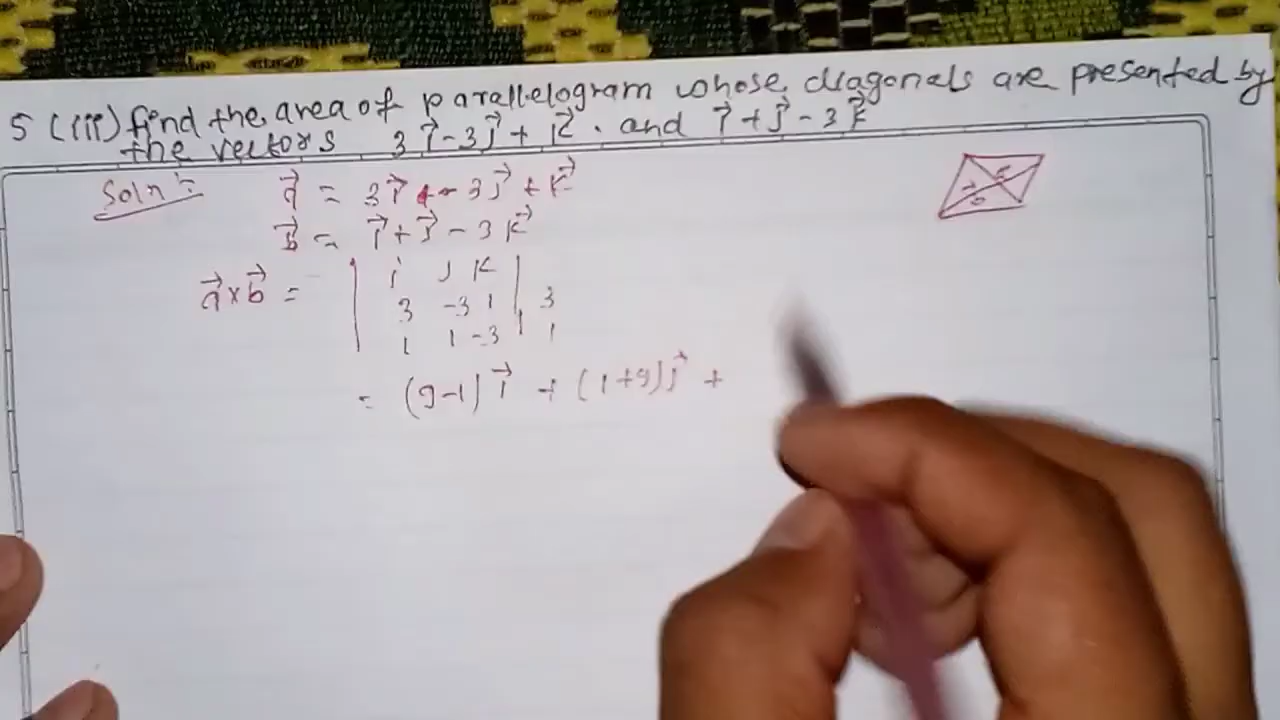 5 (iii) find the area of parallelogram whose diagonals are presented by
the vectors 3i⃗ - 3j⃗ + k⃗ . and i⃗ + j⃗ - 3k⃗
Soln :- a⃗ = 3i⃗ - 3j⃗ + k⃗
b⃗ = i⃗ + j⃗ - 3k⃗
a⃗ x b⃗ = | i j k |
3 -3 1 | 3
1 1 -3 | 1
= (9-1) i⃗ + (1+9) j⃗ +